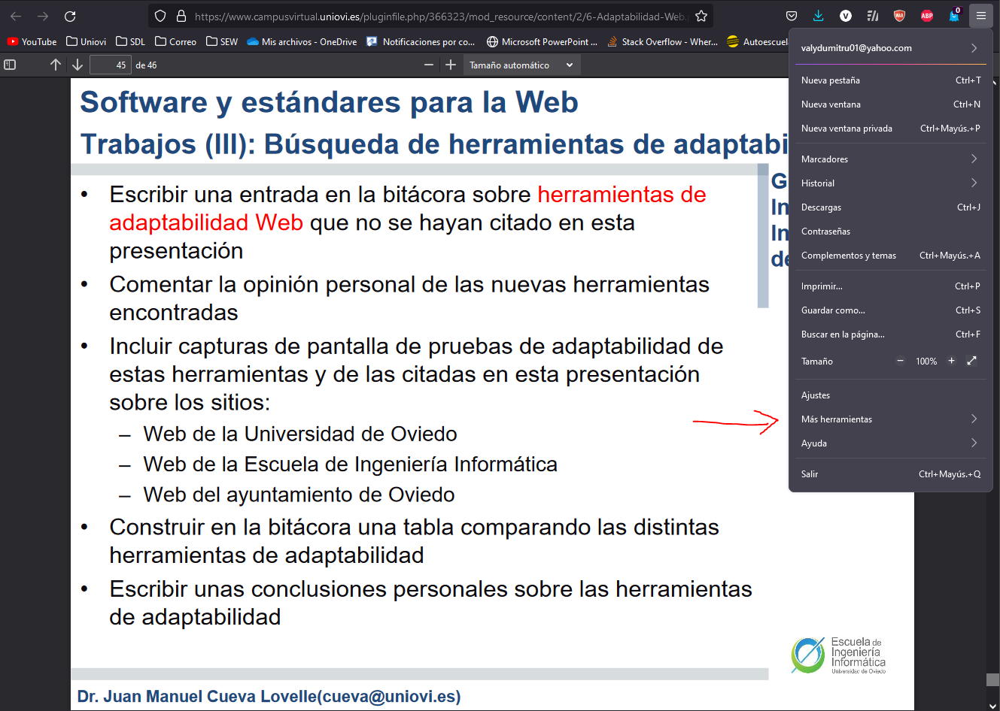 https://www.campusvirtual.uniovi.es/pluginfile.php/366323/mod_resource/content/2/6-Adaptabilidad-Web.
V
WAS
ABP
0
YouTube
Uniovi
SDL
Correo
SEW
Mis archivos - OneDrive
Notificaciones por co...
Microsoft PowerPoint ...
Stack Overflow - Wher...
Autoescuel
45 de 46
Tamaño automático
Software y estándares para la Web
Trabajos (III): Búsqueda de herramientas de adaptabi
G
In
In
de
• Escribir una entrada en la bitácora sobre herramientas de
adaptabilidad Web que no se hayan citado en esta
presentación
• Comentar la opinión personal de las nuevas herramientas
encontradas
• Incluir capturas de pantalla de pruebas de adaptabilidad de
estas herramientas y de las citadas en esta presentación
sobre los sitios:
– Web de la Universidad de Oviedo
– Web de la Escuela de Ingeniería Informática
– Web del ayuntamiento de Oviedo
• Construir en la bitácora una tabla comparando las distintas
herramientas de adaptabilidad
• Escribir unas conclusiones personales sobre las herramientas
de adaptabilidad
Escuela de
Ingeniería
Informática
Universidad de Oviedo
Dr. Juan Manuel Cueva Lovelle(cueva@uniovi.es)
valydumitru01@yahoo.com
Nueva pestaña Ctrl+T
Nueva ventana Ctrl+N
Nueva ventana privada Ctrl+Mayús.+P
Marcadores
Historial
Descargas Ctrl+J
Contraseñas
Complementos y temas Ctrl+Mayús.+A
Imprimir... Ctrl+P
Guardar como... Ctrl+S
Buscar en la página... Ctrl+F
Tamaño − 100% +
Ajustes
Más herramientas
Ayuda
Salir Ctrl+Mayús.+Q